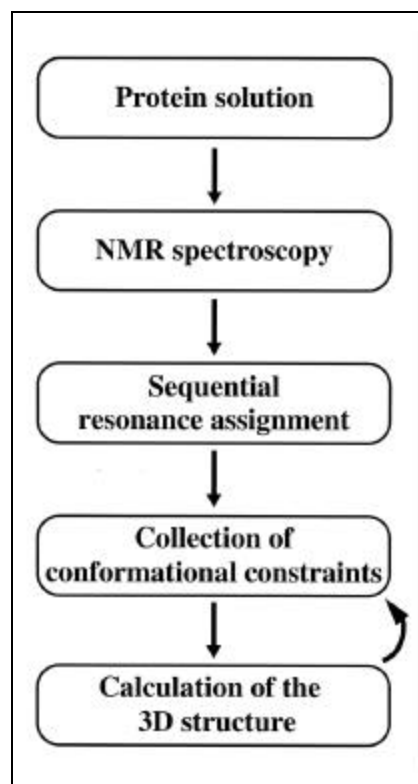 Protein solution
NMR spectroscopy
Sequential
resonance assignment
Collection of
conformational constraints
Calculation of the
3D structure